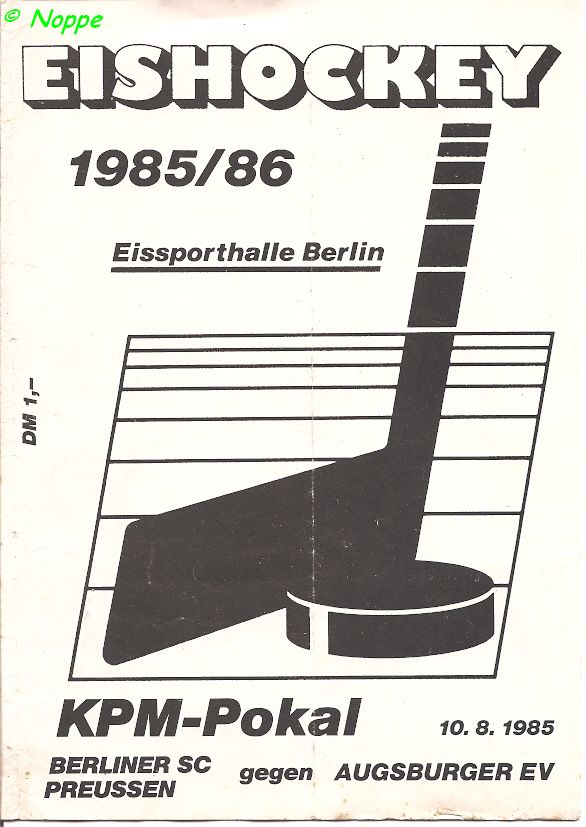 © Noppe
EISHOCKEY
1985/86
Eissporthalle Berlin
DM 1,–
KPM-Pokal
10. 8. 1985
BERLINER SC
PREUSSEN
gegen
AUGSBURGER EV